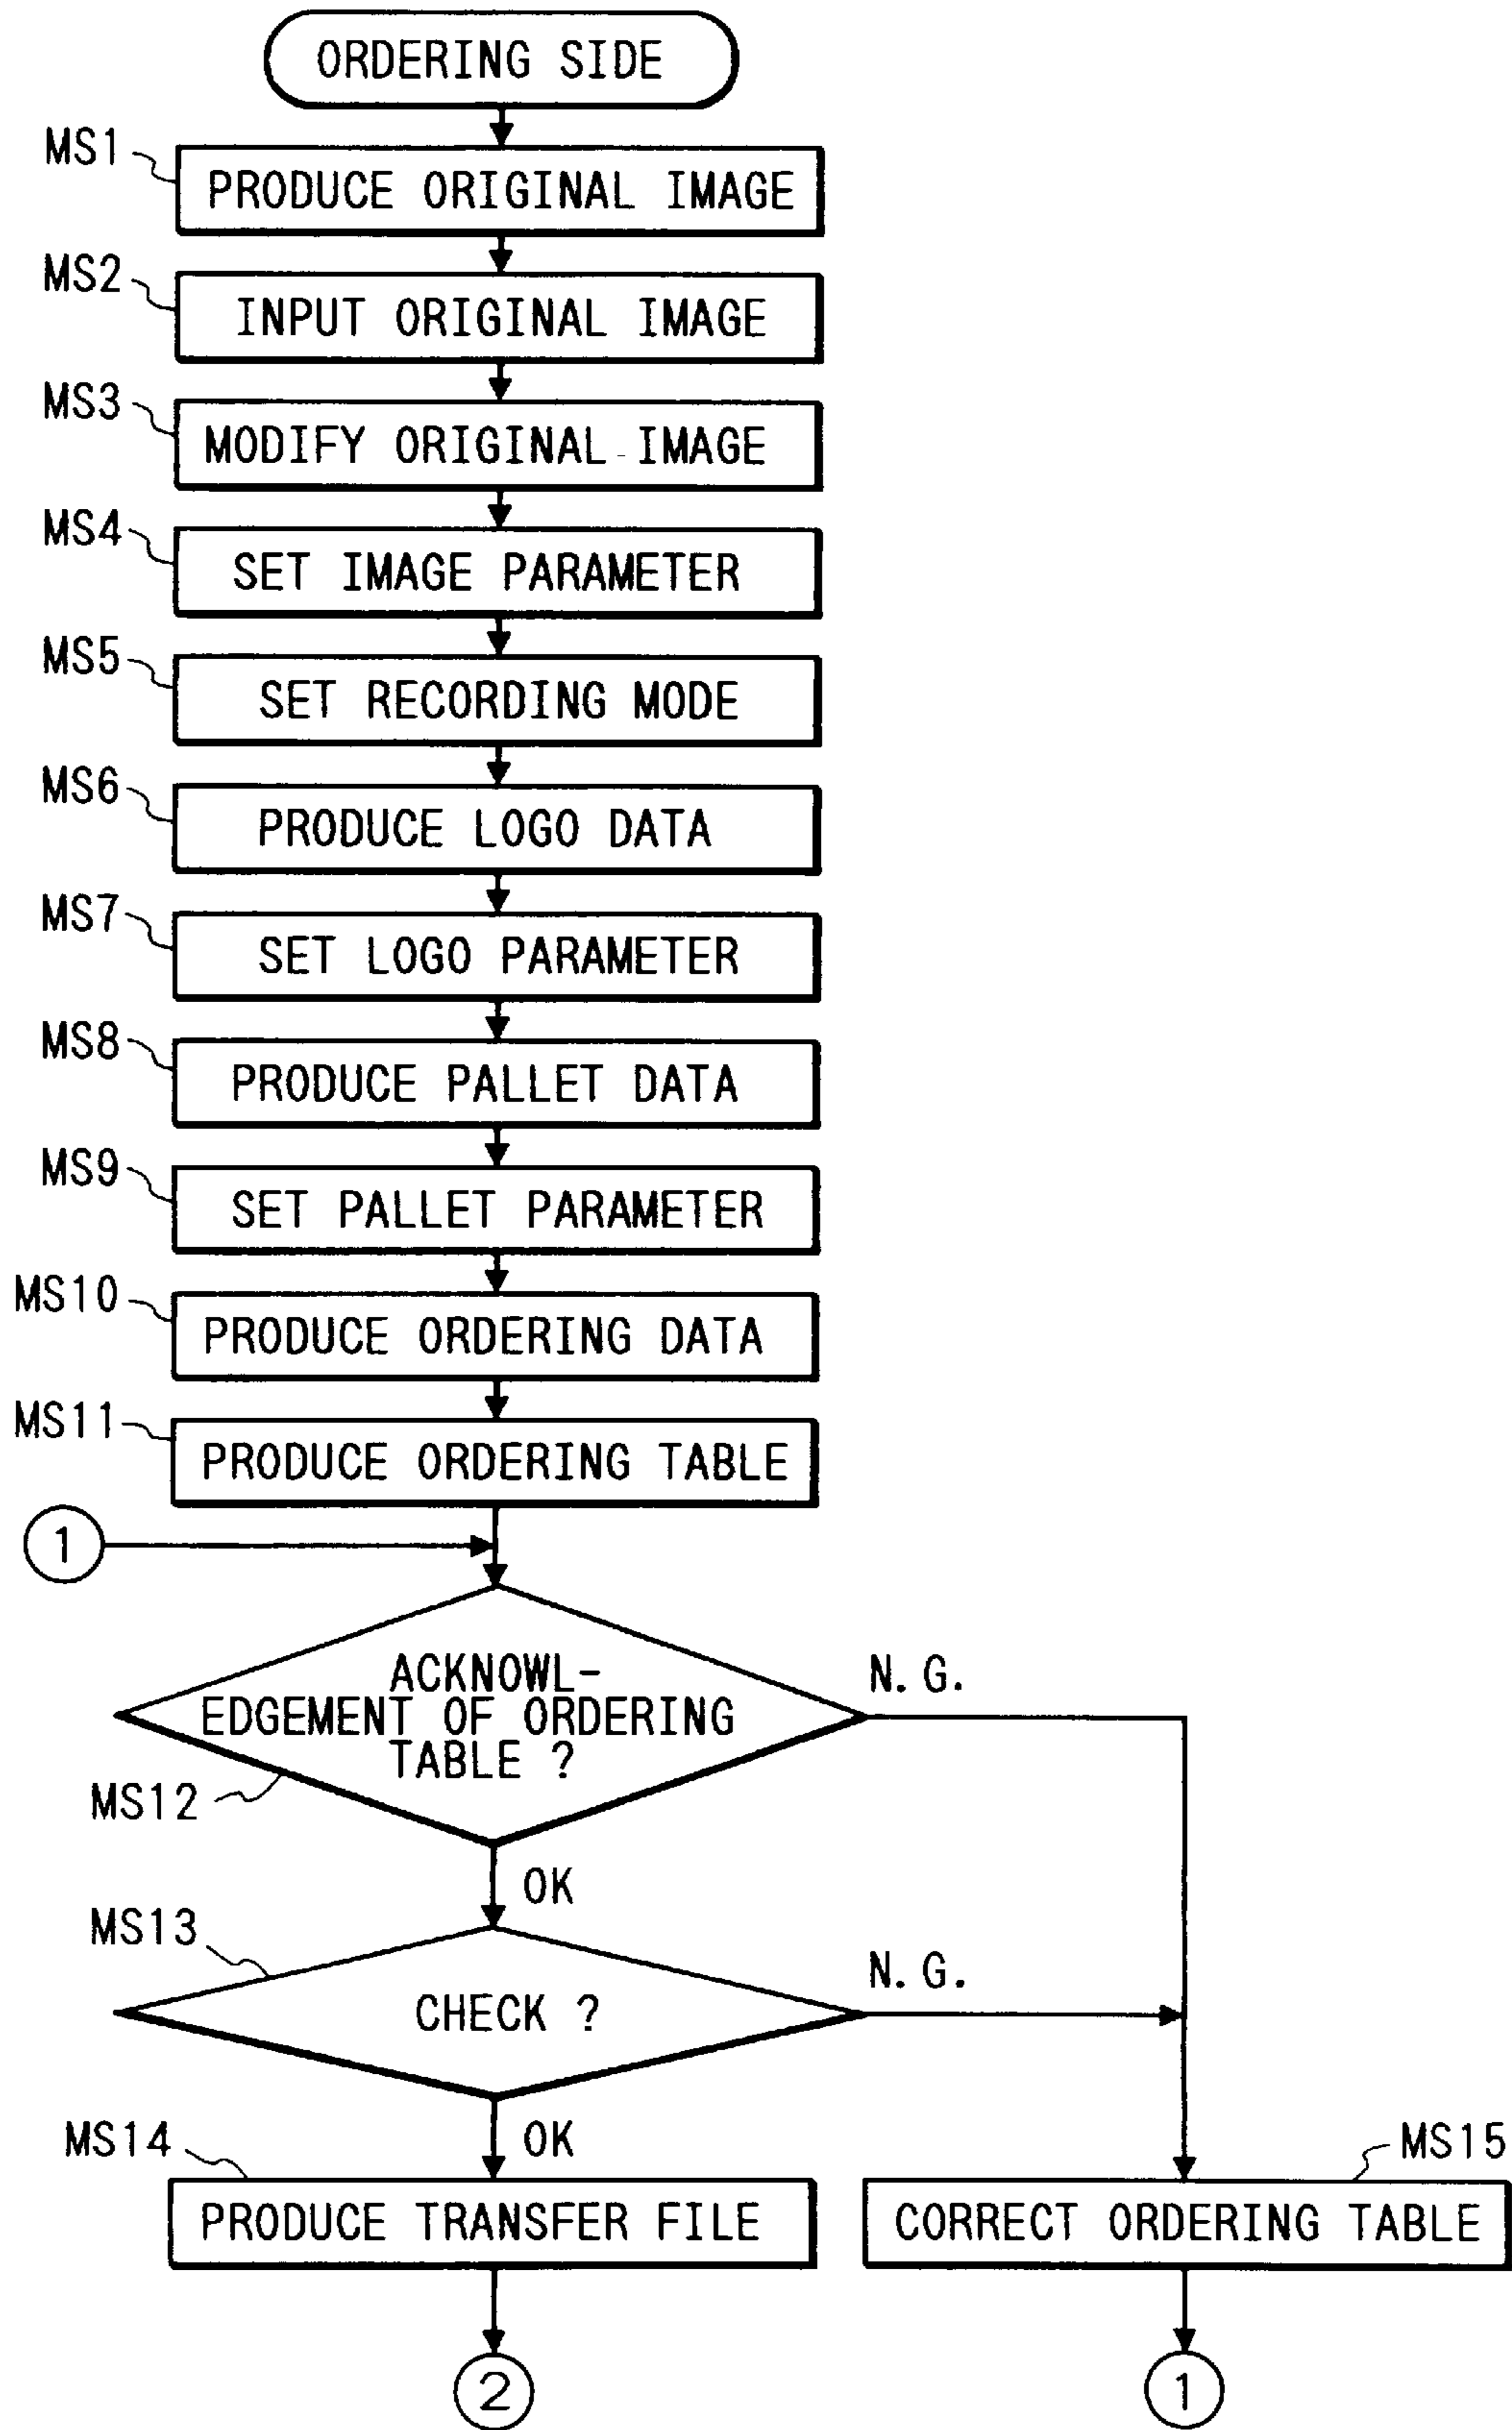 ORDERING SIDE
MS1
PRODUCE ORIGINAL IMAGE
MS2
INPUT ORIGINAL IMAGE
MS3
MODIFY ORIGINAL IMAGE
MS4
SET IMAGE PARAMETER
MS5
SET RECORDING MODE
MS6
PRODUCE LOGO DATA
MS7
SET LOGO PARAMETER
MS8
PRODUCE PALLET DATA
MS9
SET PALLET PARAMETER
MS10
PRODUCE ORDERING DATA
MS11
PRODUCE ORDERING TABLE
1
ACKNOWL-
EDGEMENT OF ORDERING
TABLE ?
N.G.
MS12
OK
MS13
CHECK ?
N.G.
OK
MS14
PRODUCE TRANSFER FILE
MS15
CORRECT ORDERING TABLE
2
1